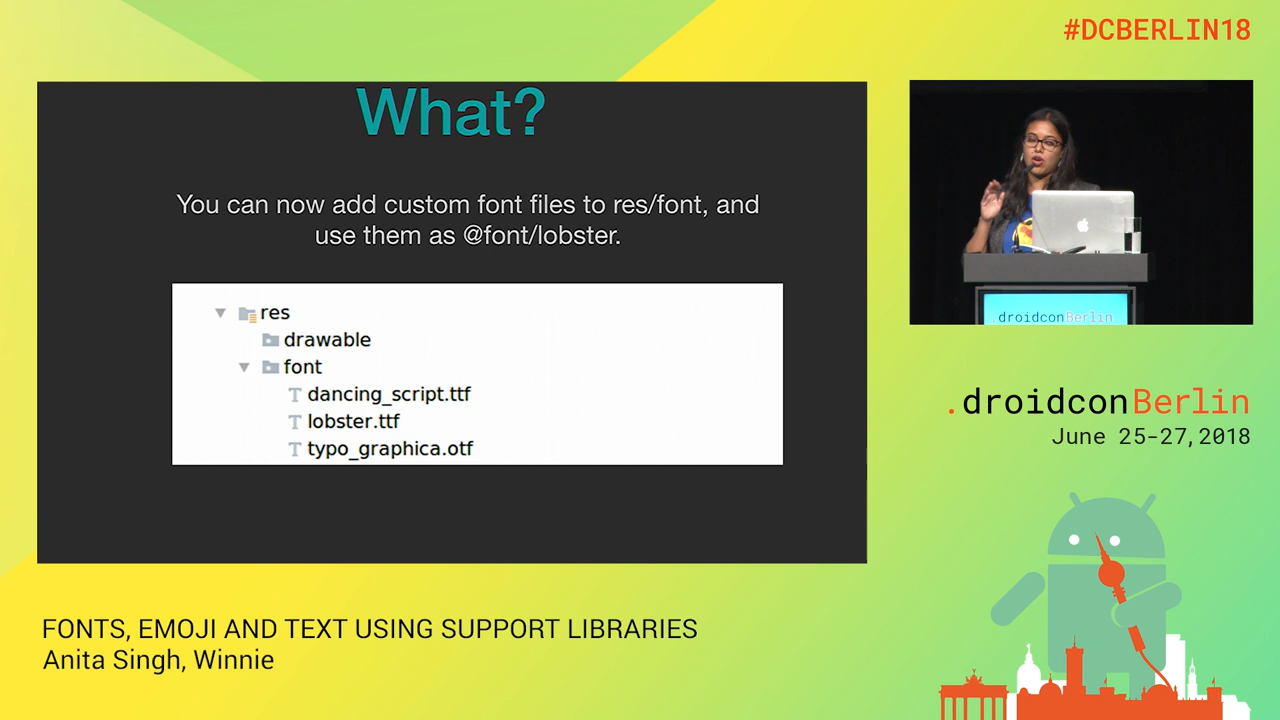 #DCBERLIN18
What?
You can now add custom font files to res/font, and
use them as @font/lobster.
res
drawable
font
dancing_script.ttf
lobster.ttf
typo_graphica.otf
droidconBerlin
.droidconBerlin
June 25-27, 2018
FONTS, EMOJI AND TEXT USING SUPPORT LIBRARIES
Anita Singh, Winnie